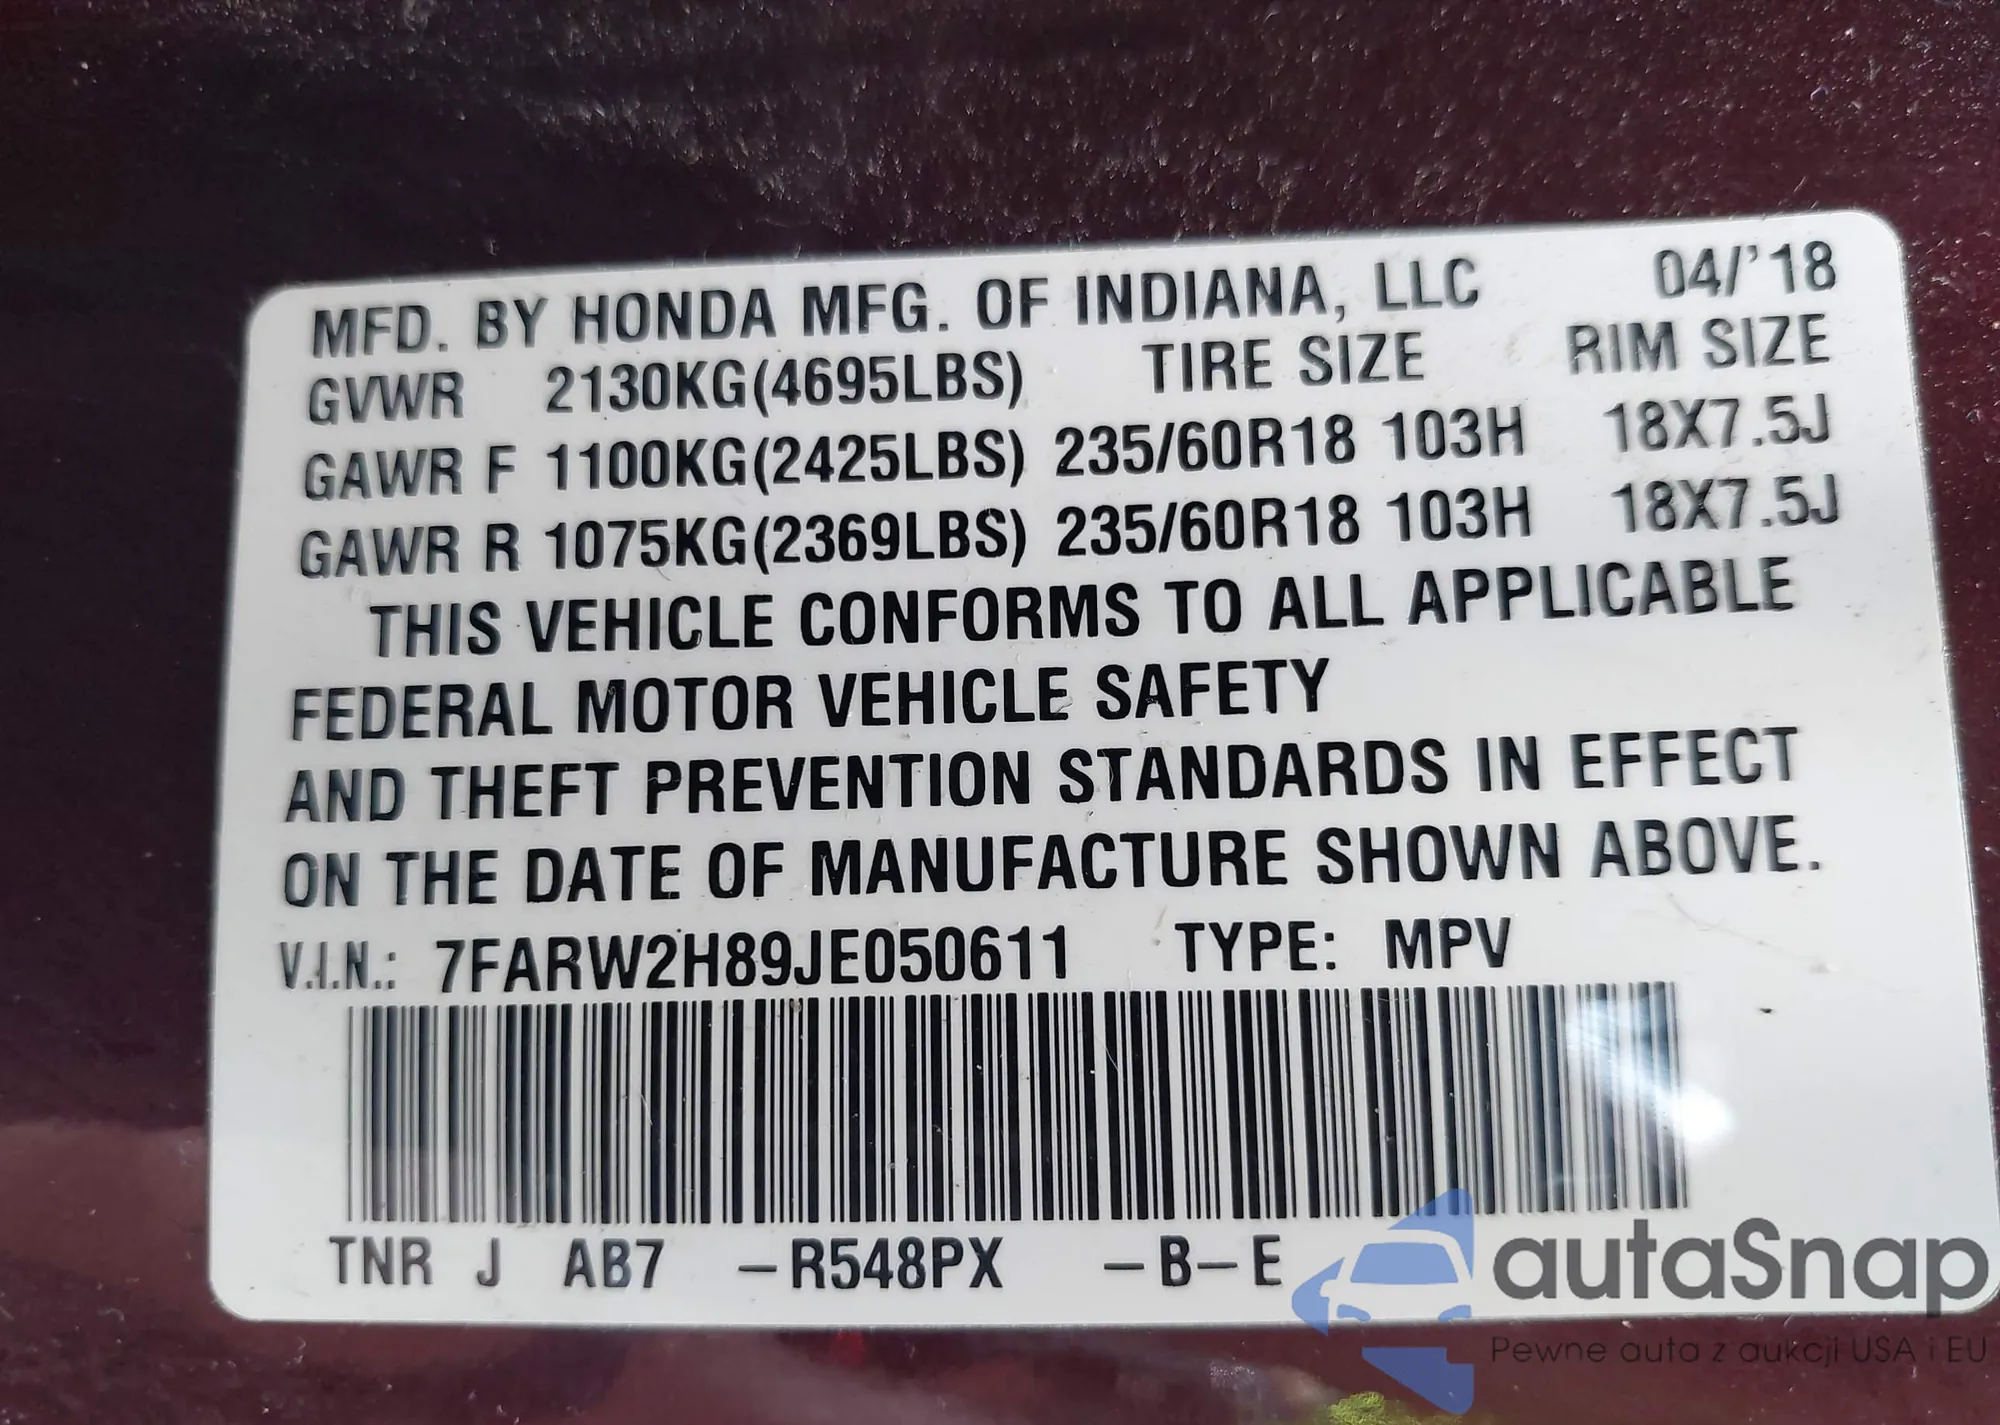 MFD. BY HONDA MFG. OF INDIANA, LLC 04/'18
GVWR 2130KG(4695LBS) TIRE SIZE RIM SIZE
GAWR F 1100KG(2425LBS) 235/60R18 103H 18X7.5J
GAWR R 1075KG(2369LBS) 235/60R18 103H 18X7.5J
THIS VEHICLE CONFORMS TO ALL APPLICABLE
FEDERAL MOTOR VEHICLE SAFETY
AND THEFT PREVENTION STANDARDS IN EFFECT
ON THE DATE OF MANUFACTURE SHOWN ABOVE.
V.I.N.: 7FARW2H89JE050611 TYPE: MPV
TNR J AB7 -R548PX -B-E
autaSnap
Pewne auta z aukcji USA i EU